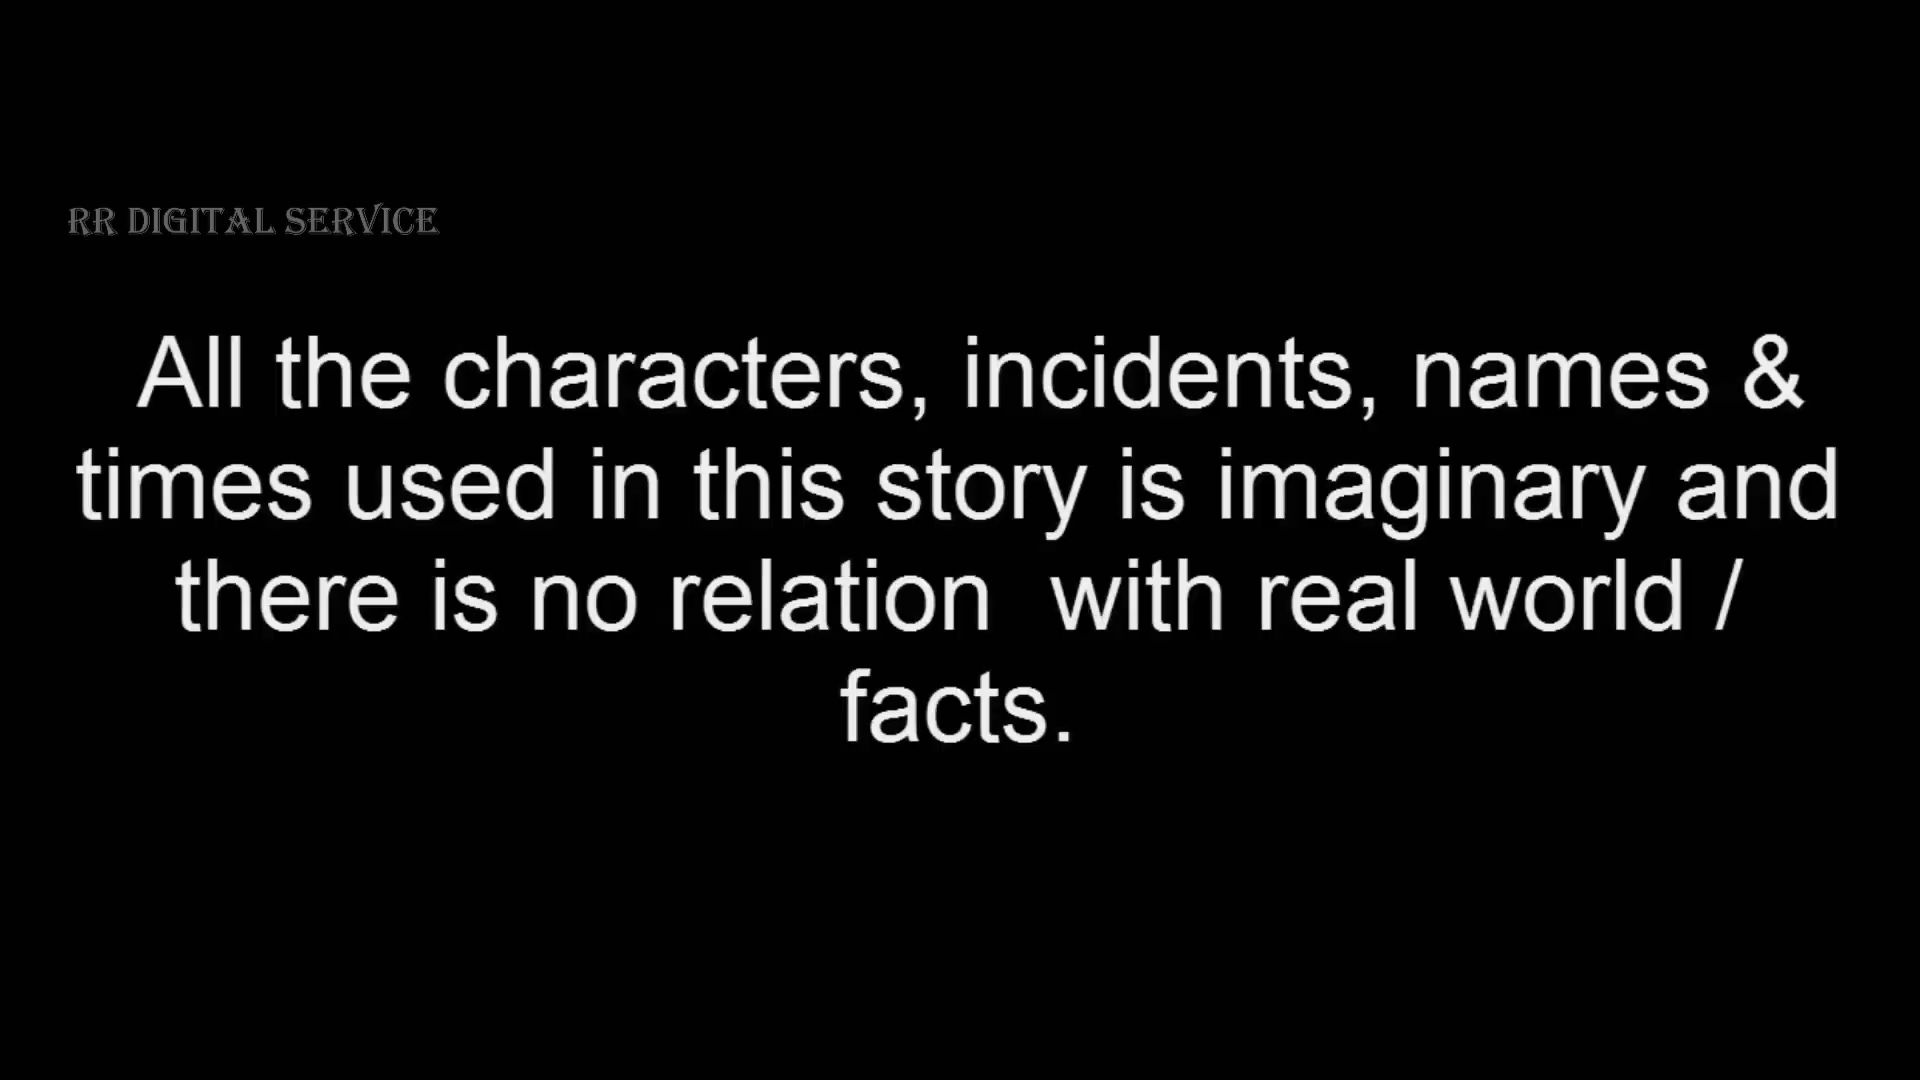 RR DIGITAL SERVICE
All the characters, incidents, names &
times used in this story is imaginary and
there is no relation  with real world /
facts.